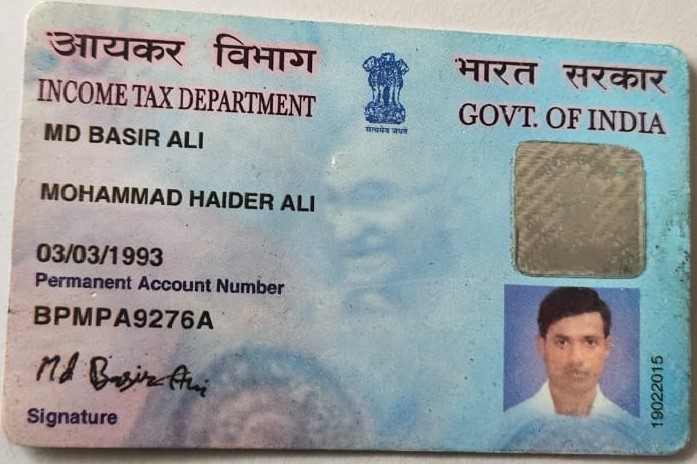 आयकर विभाग
INCOME TAX DEPARTMENT
भारत सरकार
GOVT. OF INDIA
सत्यमेव जयते
MD BASIR ALI
MOHAMMAD HAIDER ALI
03/03/1993
Permanent Account Number
BPMPA9276A
Md Basir Ali
Signature
19022015